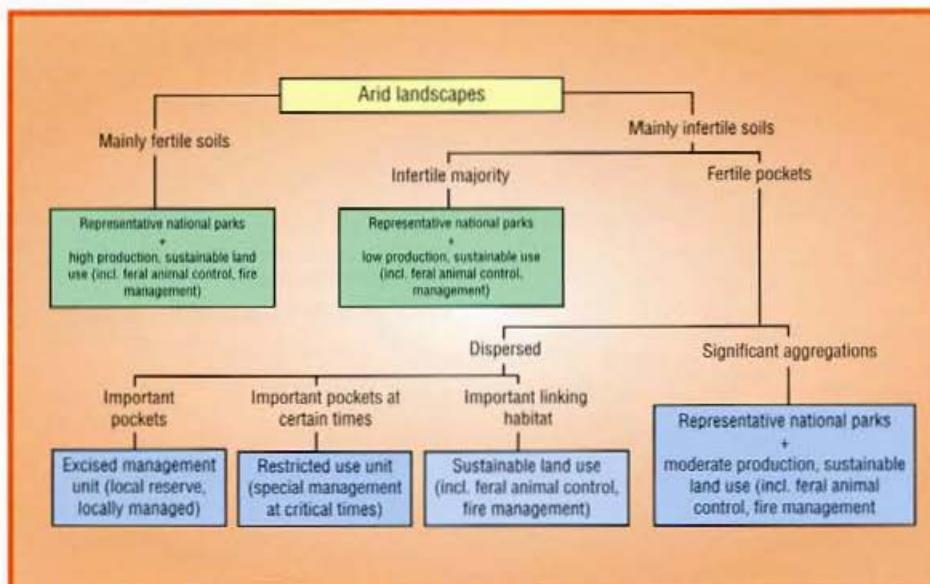 Arid landscapes
Mainly fertile soils
Mainly infertile soils
Infertile majority
Fertile pockets
Representative national parks
+
high production, sustainable land
use (incl. feral animal control, fire
management)
Representative national parks
+
low production, sustainable use
(incl. feral animal control,
management)
Dispersed
Significant aggregations
Important
pockets
Important pockets at
certain times
Important linking
habitat
Excised management
unit (local reserve,
locally managed)
Restricted use unit
(special management
at critical times)
Sustainable land use
(incl. feral animal control,
fire management)
Representative national parks
+
moderate production, sustainable
land use (incl. feral animal
control, fire management